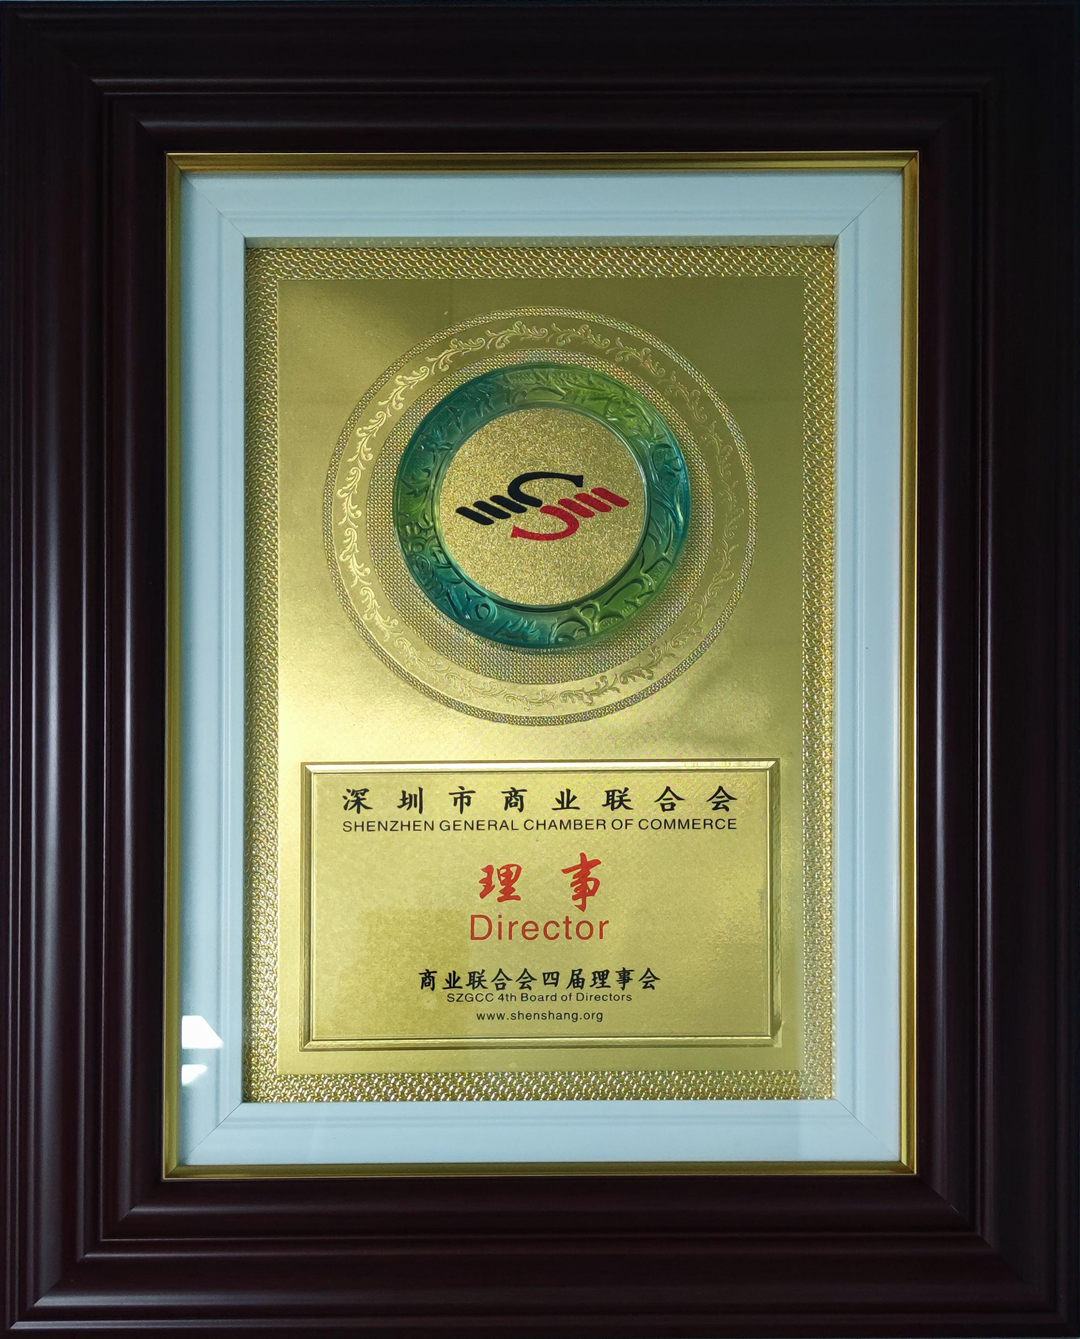 深圳市商业联合会
SHENZHEN GENERAL CHAMBER OF COMMERCE
理事
Director
商业联合会四届理事会
SZGCC 4th Board of Directors
www.shenshang.org